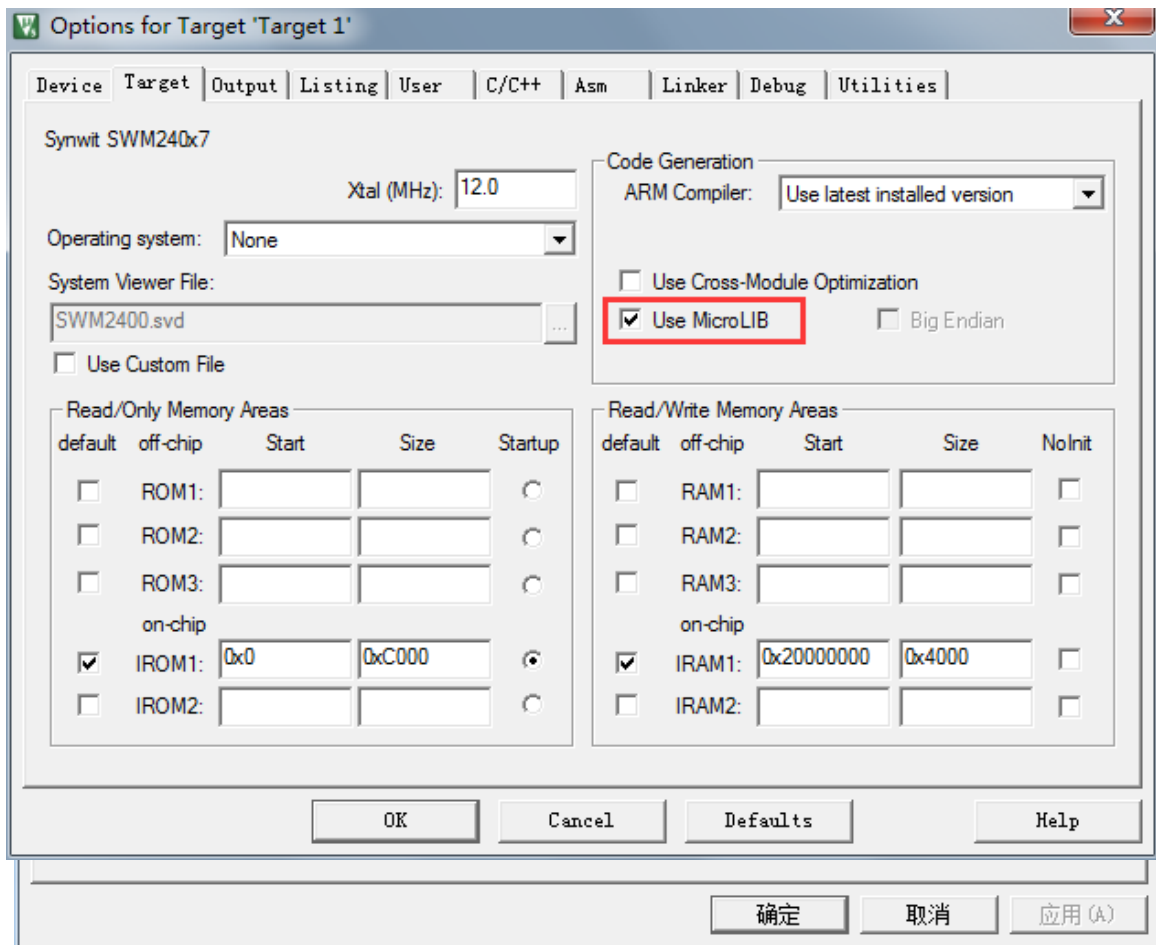 Options for Target 'Target 1'
Device Target Output Listing User C/C++ Asm Linker Debug Utilities
Synwit SWM240x7
Xtal (MHz): 12.0
Operating system: None
System Viewer File:
SWM2400.svd ...
Use Custom File
Code Generation
ARM Compiler: Use latest installed version
Use Cross-Module Optimization
Use MicroLIB Big Endian
Read/Only Memory Areas
default off-chip Start Size Startup
ROM1:
ROM2:
ROM3:
on-chip
IROM1: 0x0 0xC000
IROM2:
Read/Write Memory Areas
default off-chip Start Size NoInit
RAM1:
RAM2:
RAM3:
on-chip
IRAM1: 0x20000000 0x4000
IRAM2:
OK Cancel Defaults Help
确定 取消 应用(A)